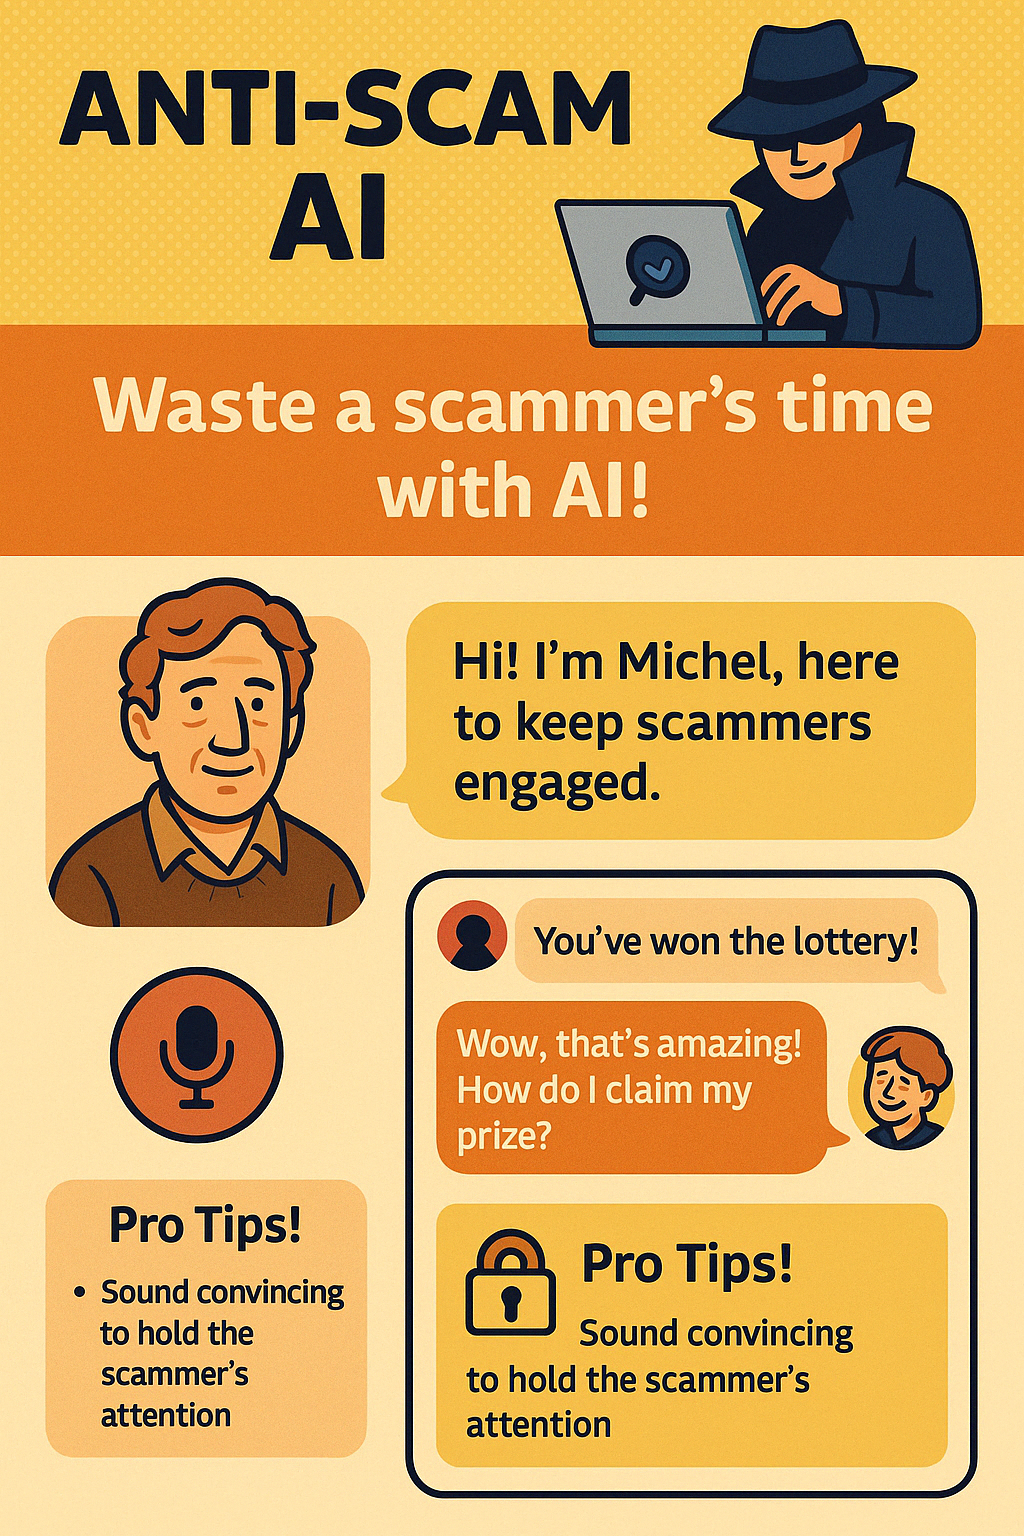 ANTI-SCAM
AI
Waste a scammer's time
with AI!
Hi! I'm Michel, here
to keep scammers
engaged.
You've won the lottery!
Wow, that's amazing!
How do I claim my
prize?
Pro Tips!
• Sound convincing
to hold the
scammer's
attention
Pro Tips!
Sound convincing
to hold the scammer's
attention